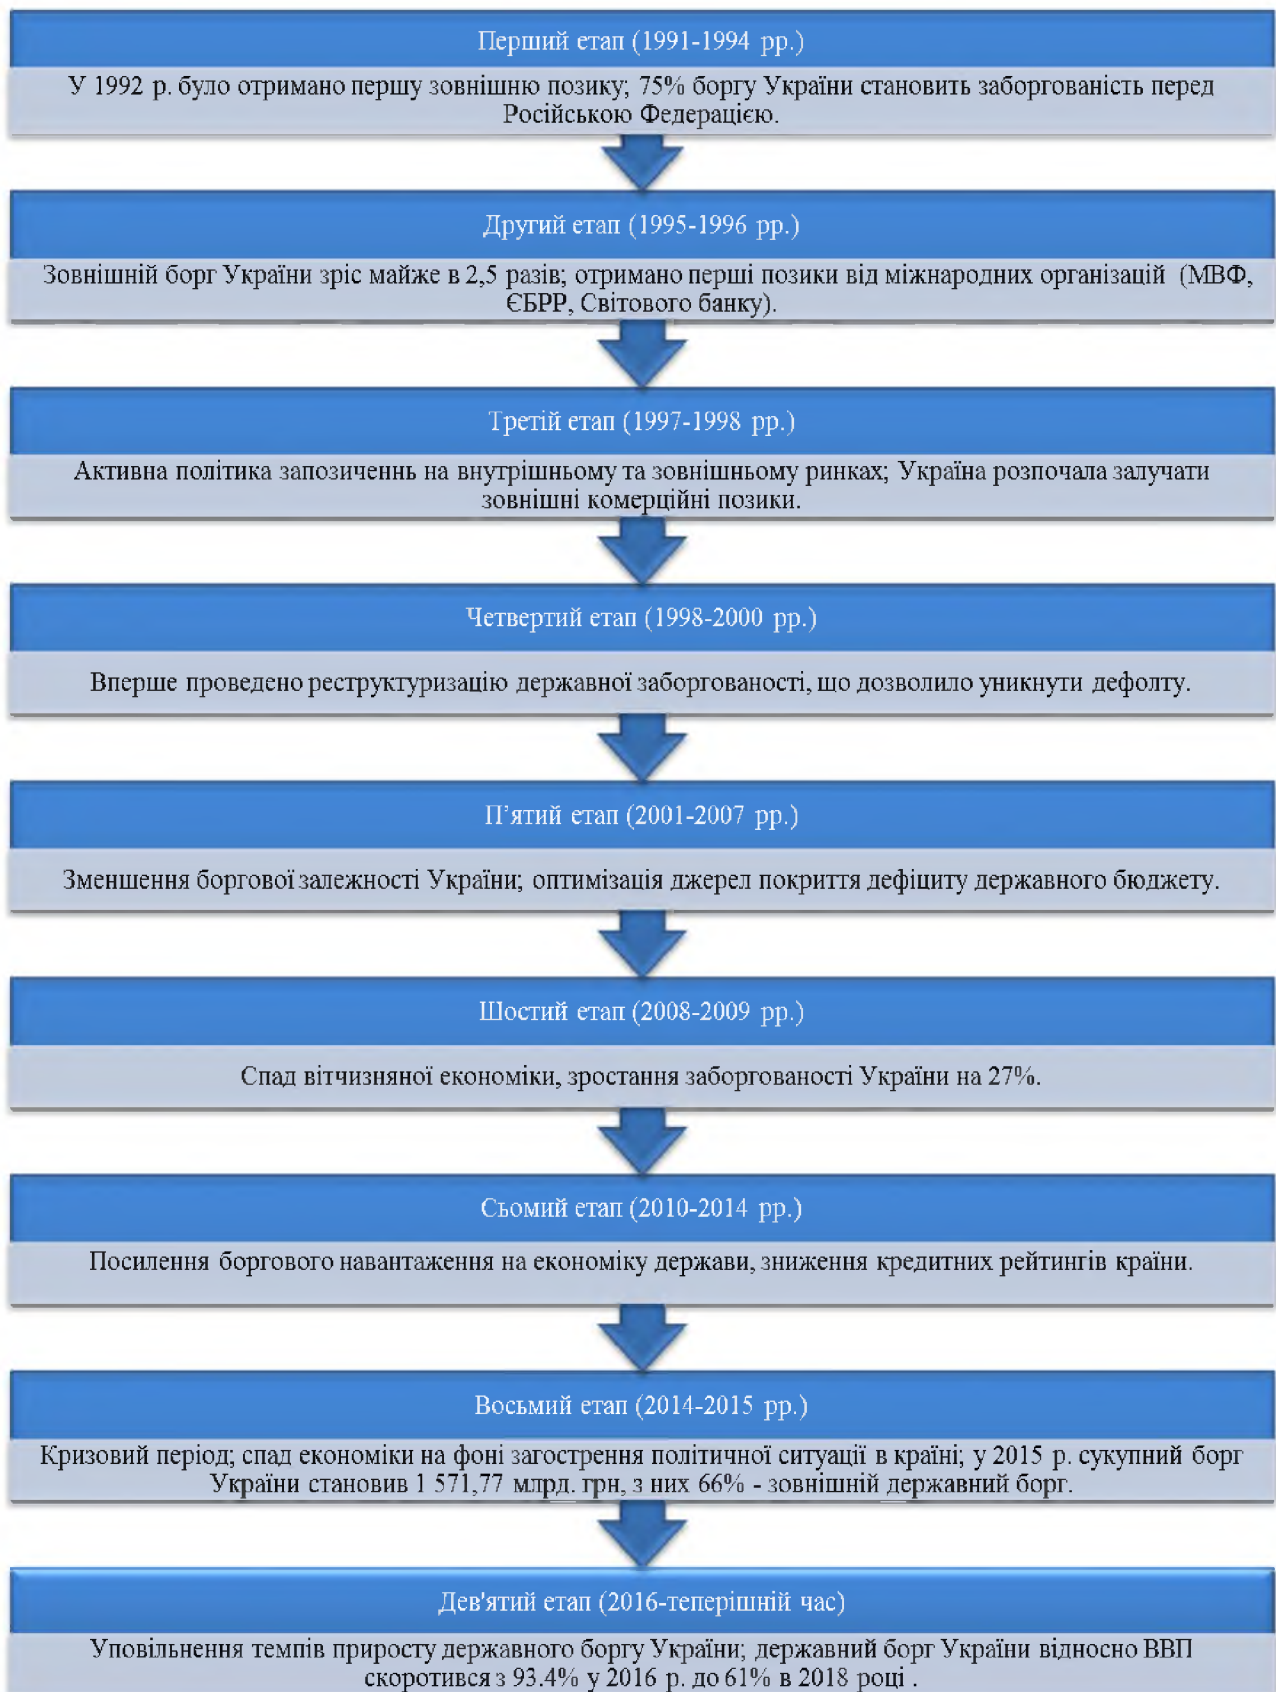 Перший етап (1991-1994 рр.)
У 1992 р. було отримано першу зовнішню позику; 75% боргу України становить заборгованість перед
Російською Федерацією.
Другий етап (1995-1996 рр.)
Зовнішній борг України зріс майже в 2,5 разів; отримано перші позики від міжнародних організацій (МВФ,
ЄБРР, Світового банку).
Третій етап (1997-1998 рр.)
Активна політика запозиченнь на внутрішньому та зовнішньому ринках; Україна розпочала залучати
зовнішні комерційні позики.
Четвертий етап (1998-2000 рр.)
Вперше проведено реструктуризацію державної заборгованості, що дозволило уникнути дефолту.
П’ятий етап (2001-2007 рр.)
Зменшення боргової залежності України; оптимізація джерел покриття дефіциту державного бюджету.
Шостий етап (2008-2009 рр.)
Спад вітчизняної економіки, зростання заборгованості України на 27%.
Сьомий етап (2010-2014 рр.)
Посилення боргового навантаження на економіку держави, зниження кредитних рейтингів країни.
Восьмий етап (2014-2015 рр.)
Кризовий період; спад економіки на фоні загострення політичної ситуації в країні; у 2015 р. сукупний борг
України становив 1 571,77 млрд. грн, з них 66% - зовнішній державний борг.
Дев'ятий етап (2016-теперішній час)
Уповільнення темпів приросту державного боргу України; державний борг України відносно ВВП
скоротився з 93.4% у 2016 р. до 61% в 2018 році .